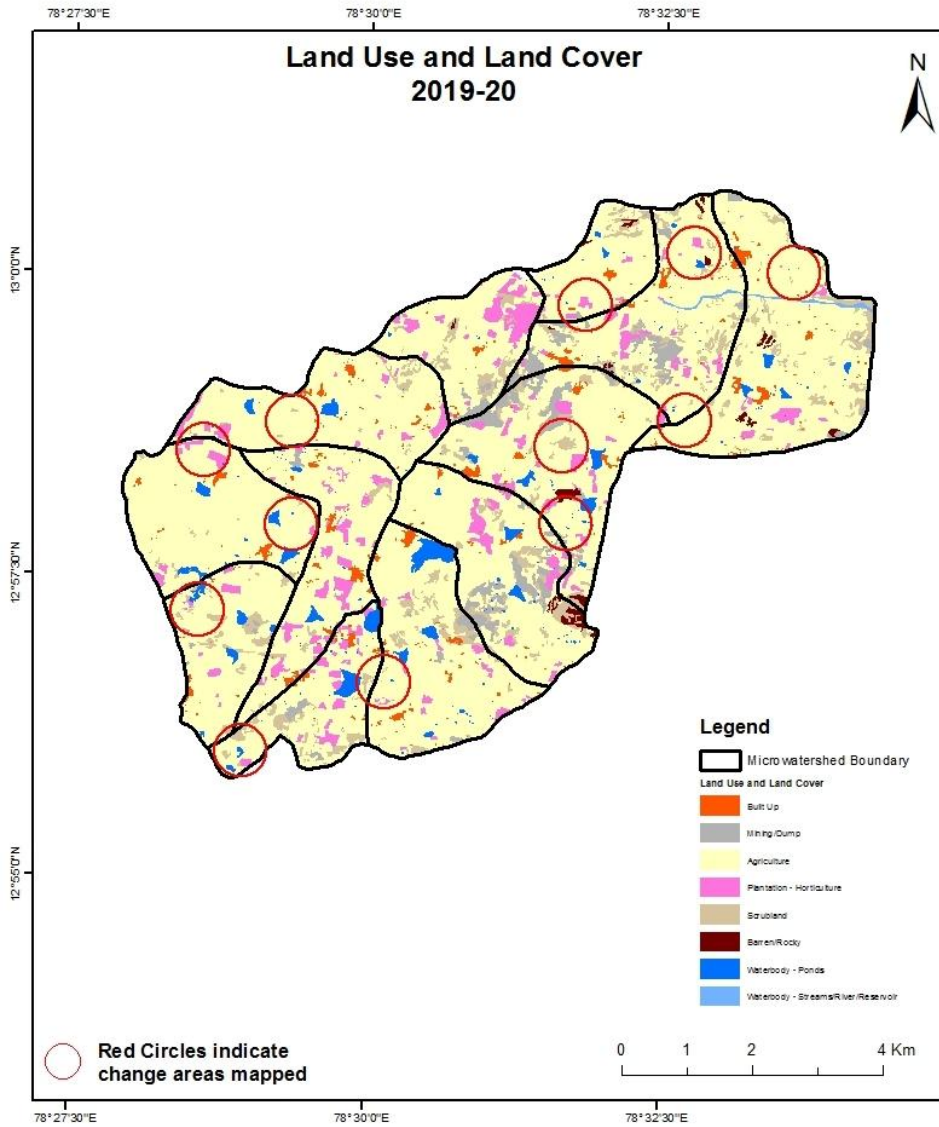 78°27'30"E
78°30'0"E
78°32'30"E
Land Use and Land Cover
2019-20
N
13°0'0"N
12°57'30"N
12°55'0"N
Legend
Microwatershed Boundary
Land Use and Land Cover
Built Up
Mining/Dump
Agriculture
Plantation - Horticulture
Scrubland
Barren/Rocky
Waterbody - Ponds
Waterbody - Streams/River/Reservoir
Red Circles indicate
change areas mapped
0 1 2 4 Km
78°27'30"E
78°30'0"E
78°32'30"E